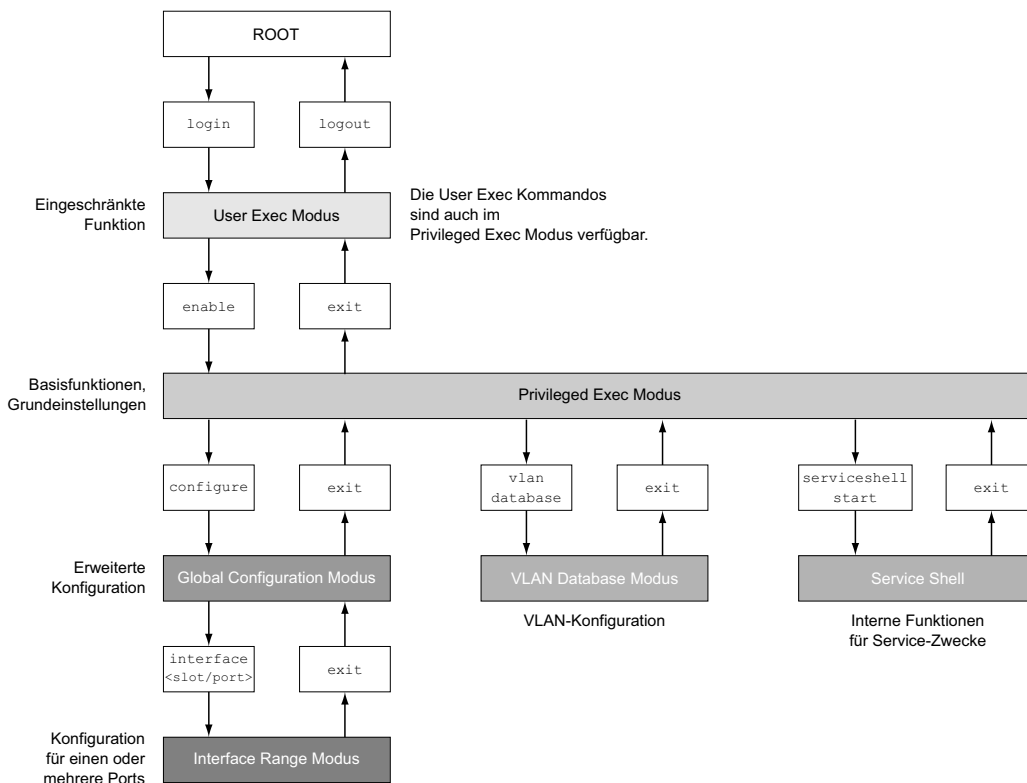 ROOT
login
logout
Eingeschränkte
Funktion
User Exec Modus
Die User Exec Kommandos
sind auch im
Privileged Exec Modus verfügbar.
enable
exit
Basisfunktionen,
Grundeinstellungen
Privileged Exec Modus
configure
exit
vlan
database
exit
serviceshell
start
exit
Erweiterte
Konfiguration
Global Configuration Modus
VLAN Database Modus
Service Shell
VLAN-Konfiguration
Interne Funktionen
für Service-Zwecke
interface
<slot/port>
exit
Konfiguration
für einen oder
mehrere Ports
Interface Range Modus